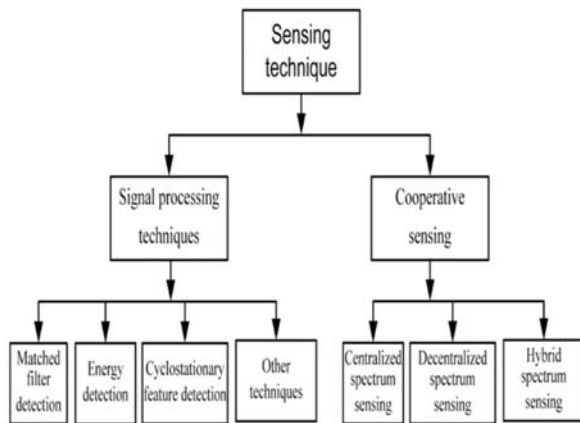 Sensing
technique
Signal processing
techniques
Cooperative
sensing
Matched
filter
detection
Energy
detection
Cyclostationary
feature detection
Other
techniques
Centralized
spectrum
sensing
Decentralized
spectrum
sensing
Hybrid
spectrum
sensing